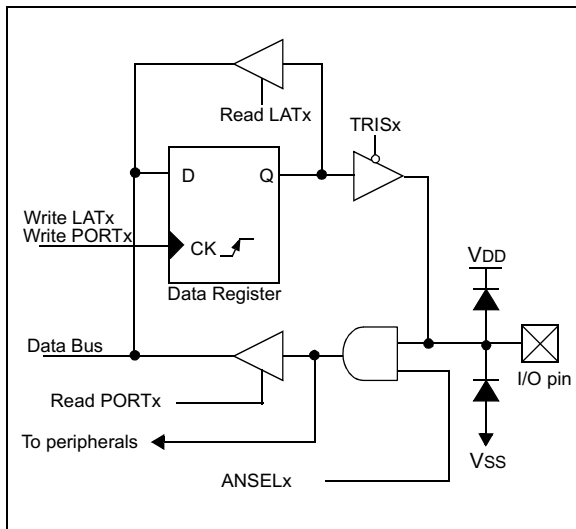 Read LATx
TRISx
D
Q
Write LATx
Write PORTx
CK
Data Register
VDD
Data Bus
I/O pin
Read PORTx
To peripherals
VSS
ANSELx